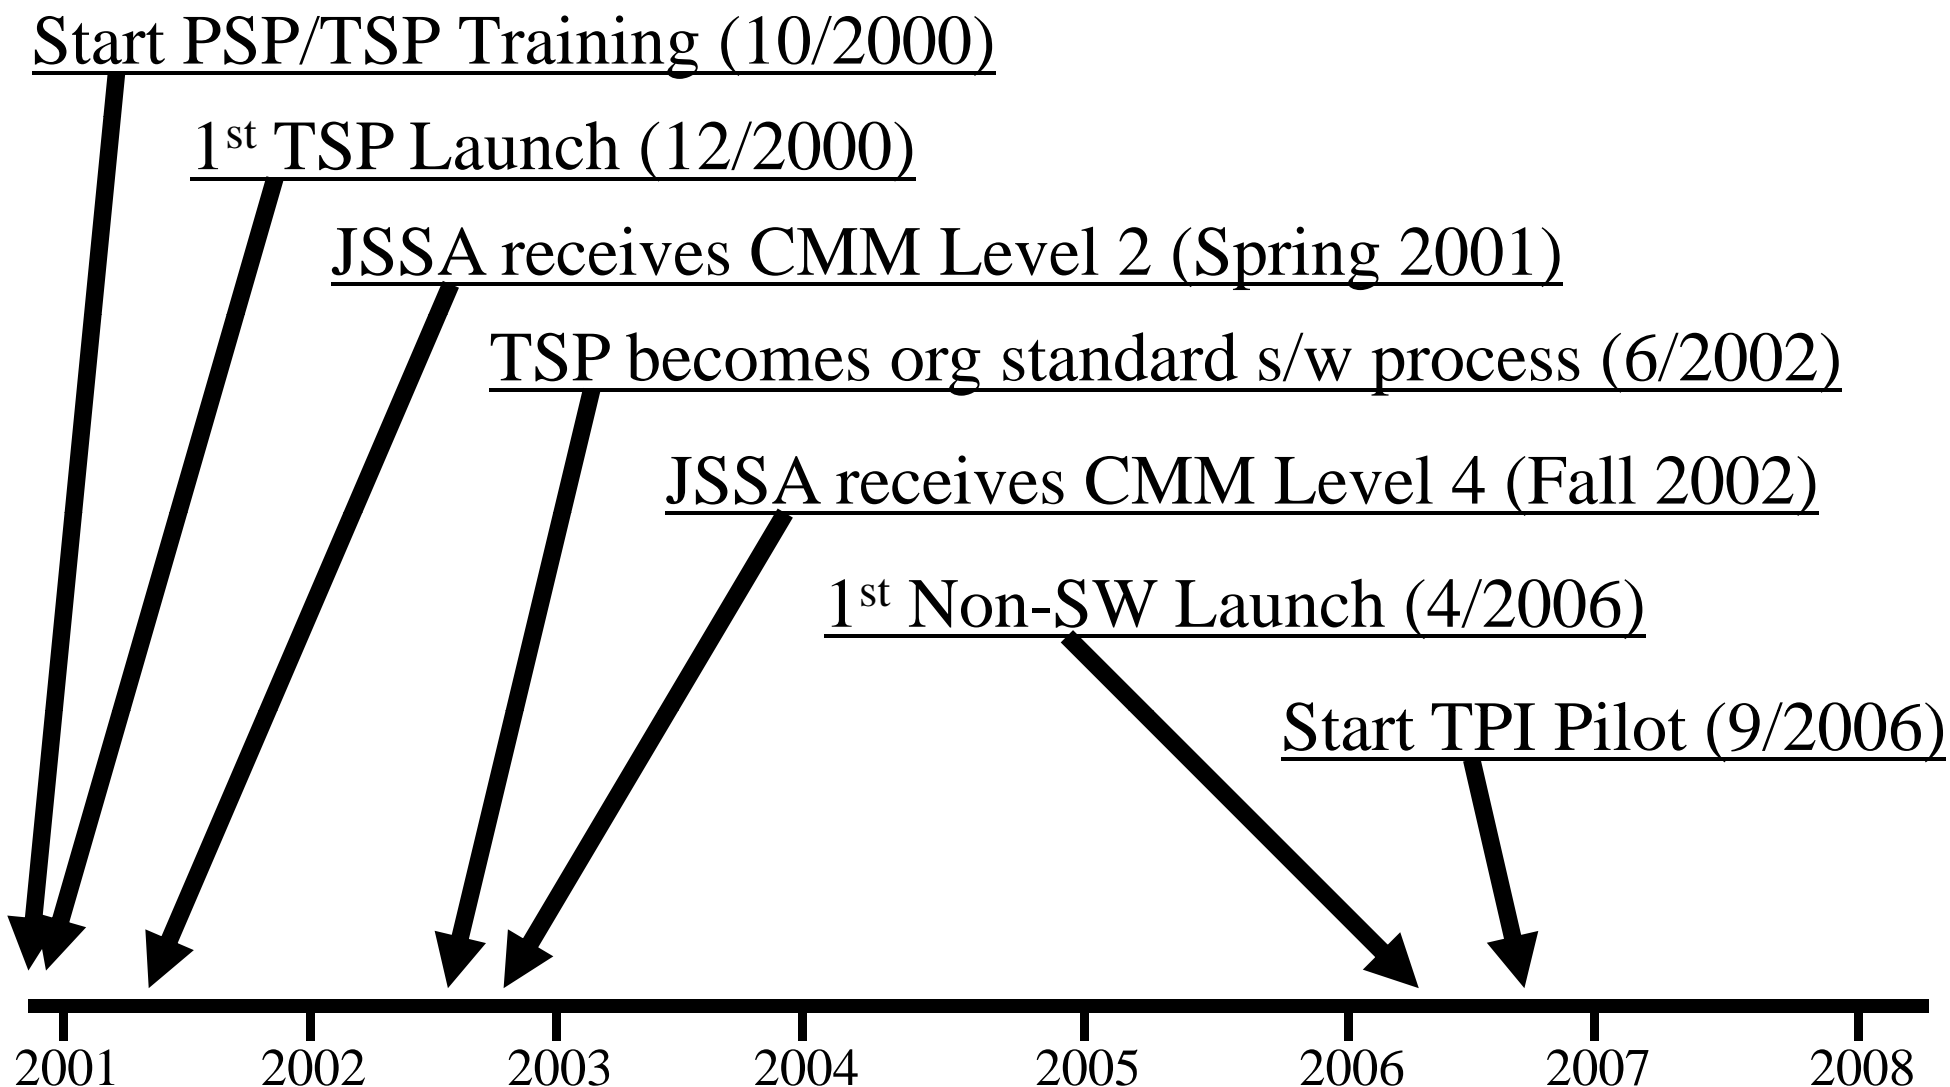 Start PSP/TSP Training (10/2000)
1st TSP Launch (12/2000)
JSSA receives CMM Level 2 (Spring 2001)
TSP becomes org standard s/w process (6/2002)
JSSA receives CMM Level 4 (Fall 2002)
1st Non-SW Launch (4/2006)
Start TPI Pilot (9/2006)
2001 2002 2003 2004 2005 2006 2007 2008